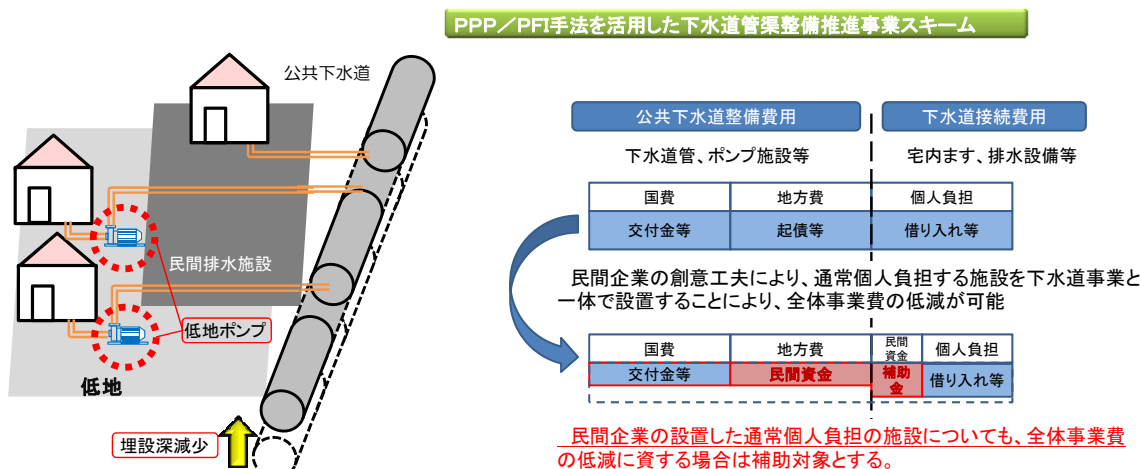 PPP／PFI手法を活用した下水道管渠整備推進事業スキーム
公共下水道
民間排水施設
低地ポンプ
低地
埋設深減少
公共下水道整備費用
下水道接続費用
下水道管、ポンプ施設等
宅内ます、排水設備等
国費
地方費
個人負担
交付金等
起債等
借り入れ等
民間企業の創意工夫により、通常個人負担する施設を下水道事業と
一体で設置することにより、全体事業費の低減が可能
国費
地方費
民間
資金
個人負担
交付金等
民間資金
補助
金
借り入れ等
民間企業の設置した通常個人負担の施設についても、全体事業費
の低減に資する場合は補助対象とする。